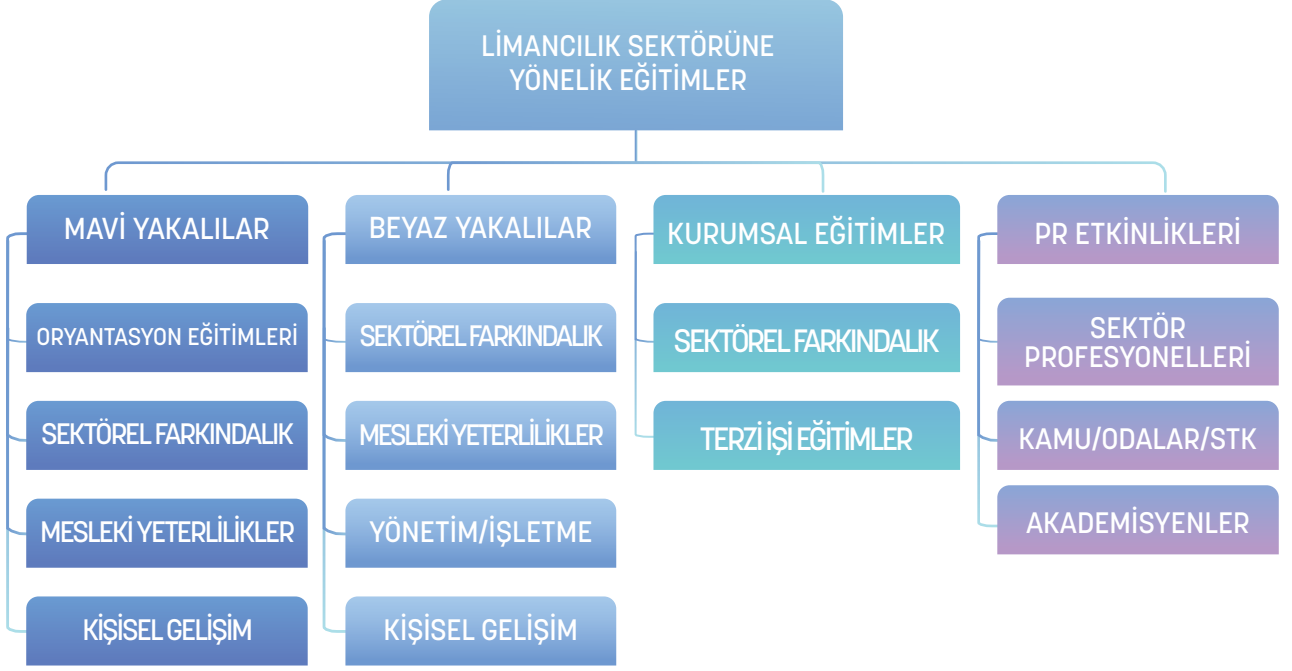 LİMANCILIK SEKTÖRÜNE
YÖNELİK EĞİTİMLER
MAVİ YAKALILAR
ORYANTASYON EĞİTİMLERİ
SEKTÖREL FARKINDALIK
MESLEKİ YETERLİLİKLER
KİŞİSEL GELİŞİM
BEYAZ YAKALILAR
SEKTÖREL FARKINDALIK
MESLEKİ YETERLİLİKLER
YÖNETİM/İŞLETME
KİŞİSEL GELİŞİM
KURUMSAL EĞİTİMLER
SEKTÖREL FARKINDALIK
TERZİ İŞİ EĞİTİMLER
PR ETKİNLİKLERİ
SEKTÖR
PROFESYONELLERİ
KAMU/ODALAR/STK
AKADEMİSYENLER